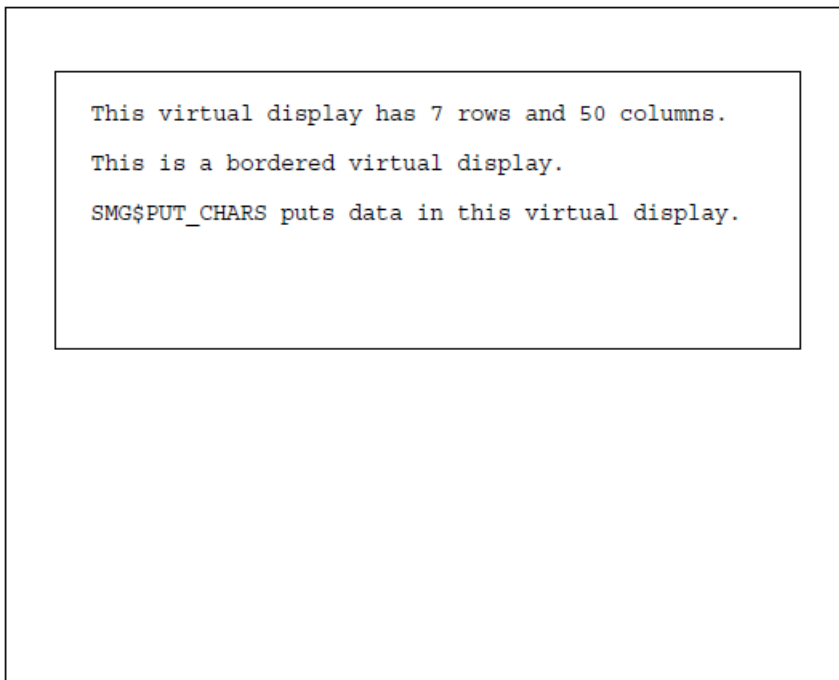 This virtual display has 7 rows and 50 columns.
This is a bordered virtual display.
SMG$PUT_CHARS puts data in this virtual display.